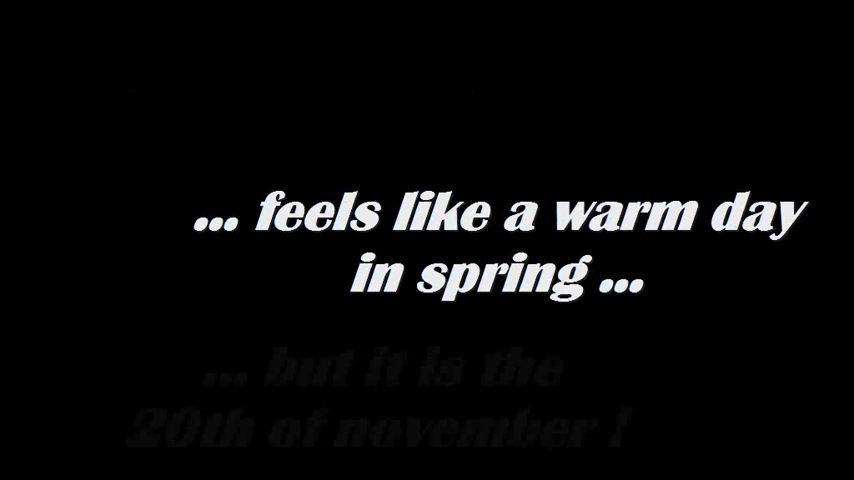 ... feels like a warm day
in spring ...
... but it is the
20th of november !